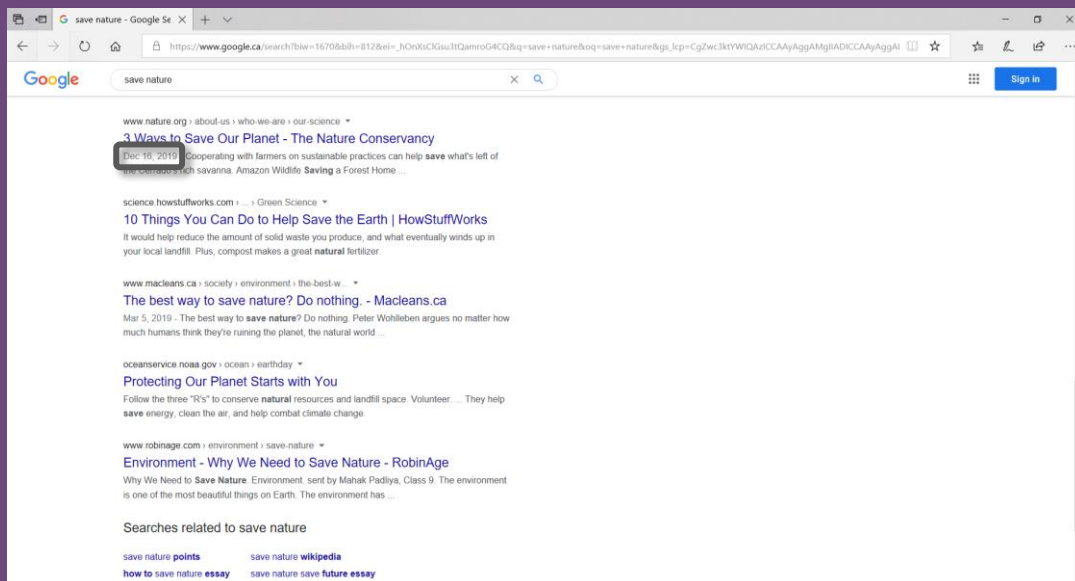 save nature - Google Se
https://www.google.ca/search?biw=1670&bih=812&ei=_
Google
save nature
Sign in
www.nature.org › about-us › who-we-are › our-science
3 Ways to Save Our Planet - The Nature Conservancy
Dec 16, 2019 Cooperating with farmers on sustainable practices can help save what's left of
the Cerrado's rich savanna. Amazon Wildlife Saving a Forest Home ...
science.howstuffworks.com › ... › Green Science
10 Things You Can Do to Help Save the Earth | HowStuffWorks
It would help reduce the amount of solid waste you produce, and what eventually winds up in
your local landfill. Plus, compost makes a great natural fertilizer.
www.macleans.ca › society › environment › the-best-w...
The best way to save nature? Do nothing. - Macleans.ca
Mar 5, 2019 - The best way to save nature? Do nothing. Peter Wohlleben argues no matter how
much humans think they're ruining the planet, the natural world ...
oceanservice.noaa.gov › ocean › earthday
Protecting Our Planet Starts with You
Follow the three "R's" to conserve natural resources and landfill space. Volunteer. ... They help
save energy, clean the air, and help combat climate change.
www.robinage.com › environment › save-nature
Environment - Why We Need to Save Nature - RobinAge
Why We Need to Save Nature. Environment. sent by Mahak Padliya, Class 9. The environment
is one of the most beautiful things on Earth. The environment has ...
Searches related to save nature
save nature points save nature wikipedia
how to save nature essay save nature save future essay